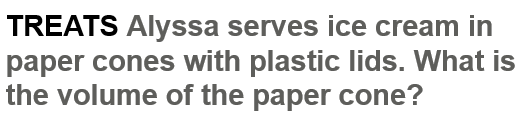 TREATS Alyssa serves ice cream in
paper cones with plastic lids. What is
the volume of the paper cone?